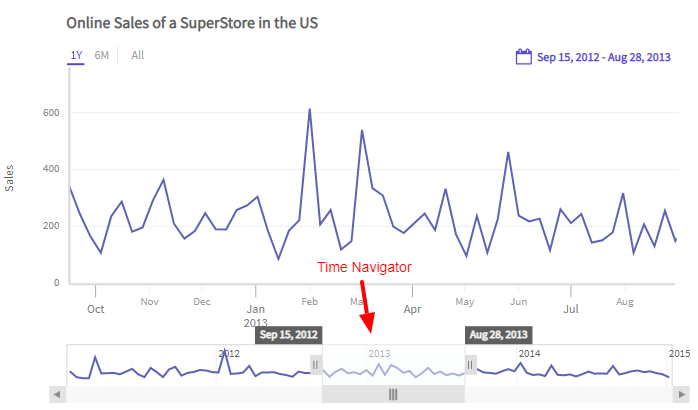 Online Sales of a SuperStore in the US
1Y 6M All
Sep 15, 2012 - Aug 28, 2013
Sales
600
400
200
0
Time Navigator
Oct Nov Dec Jan Feb Mar Apr May Jun Jul Aug
2013
Sep 15, 2012 Aug 28, 2013
2012 2013 2014 2015